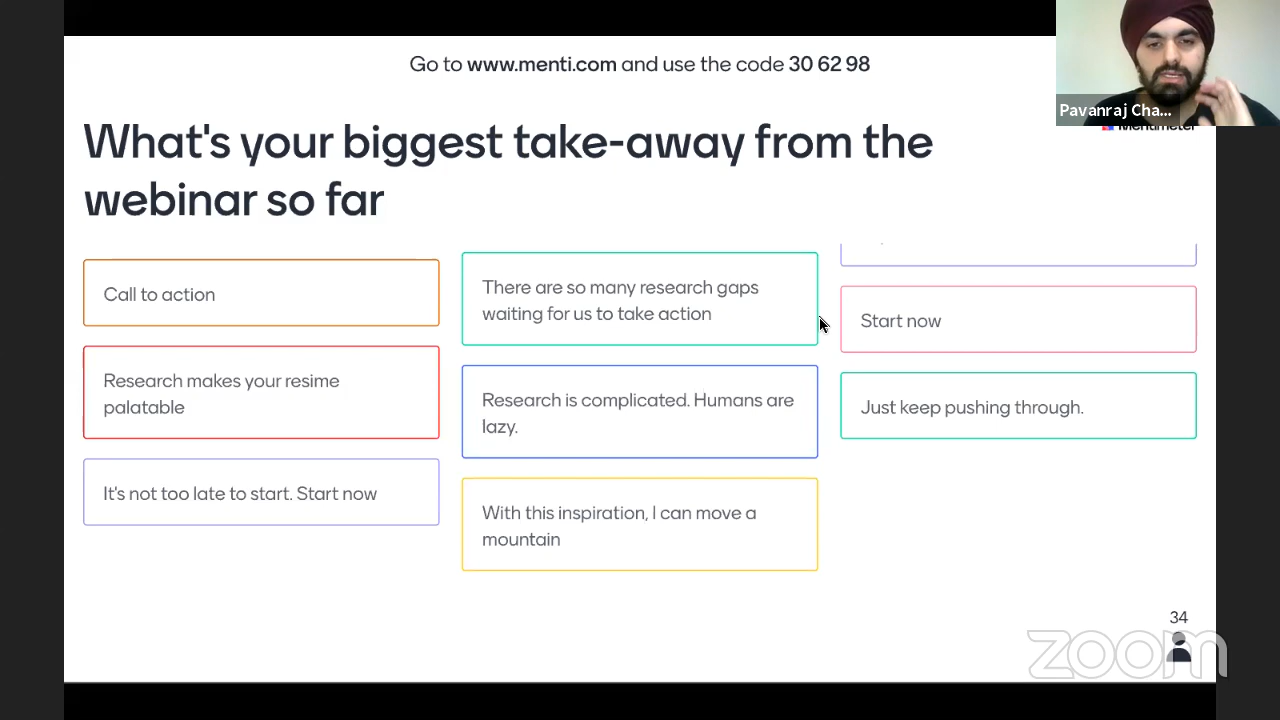 Go to www.menti.com and use the code 30 62 98
Pavanraj Cha...
Mentimeter
What's your biggest take-away from the
webinar so far
Call to action
Research makes your resime
palatable
It's not too late to start. Start now
There are so many research gaps
waiting for us to take action
Research is complicated. Humans are
lazy.
With this inspiration, I can move a
mountain
Start now
Just keep pushing through.
34
zoom